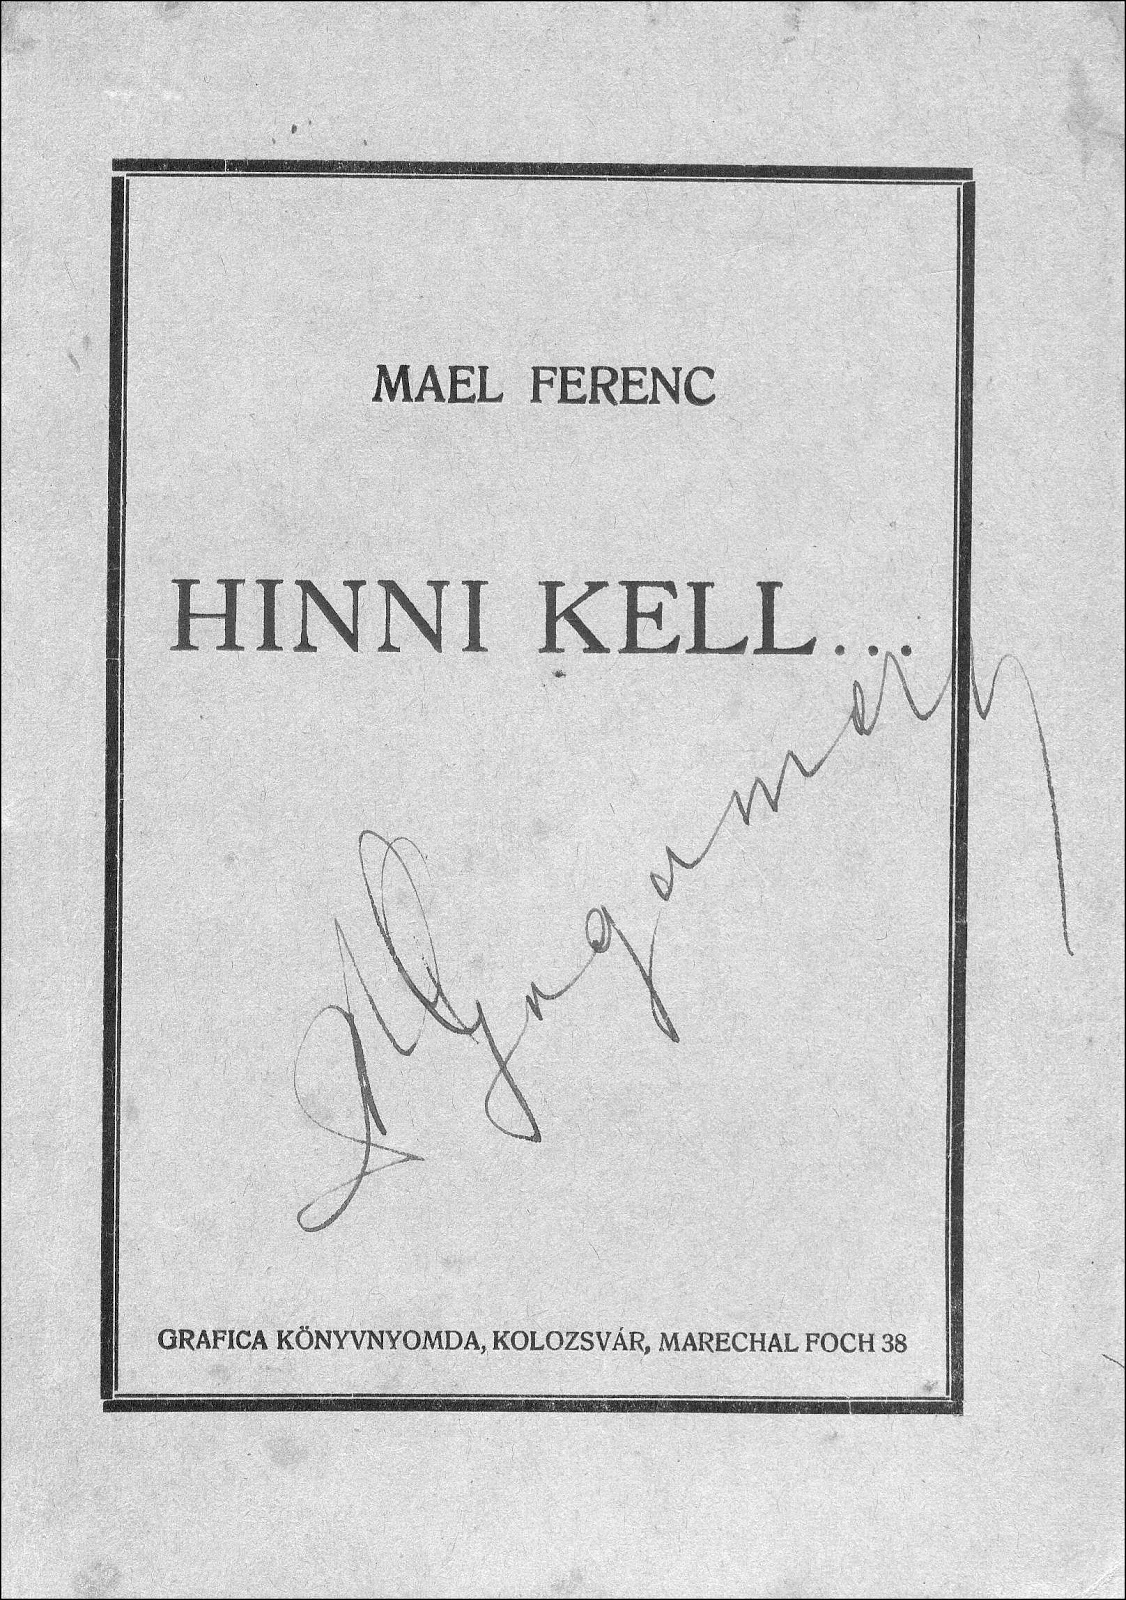 MAEL FERENC
HINNI KELL...
GRAFICA KÖNYVNYOMDA, KOLOZSVÁR, MARECHAL FOCH 38